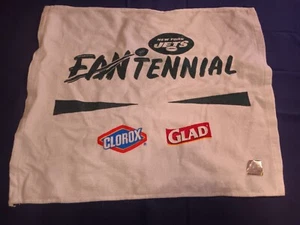 NEW YORK
JETS
FANTENNIAL
CLOROX GLAD